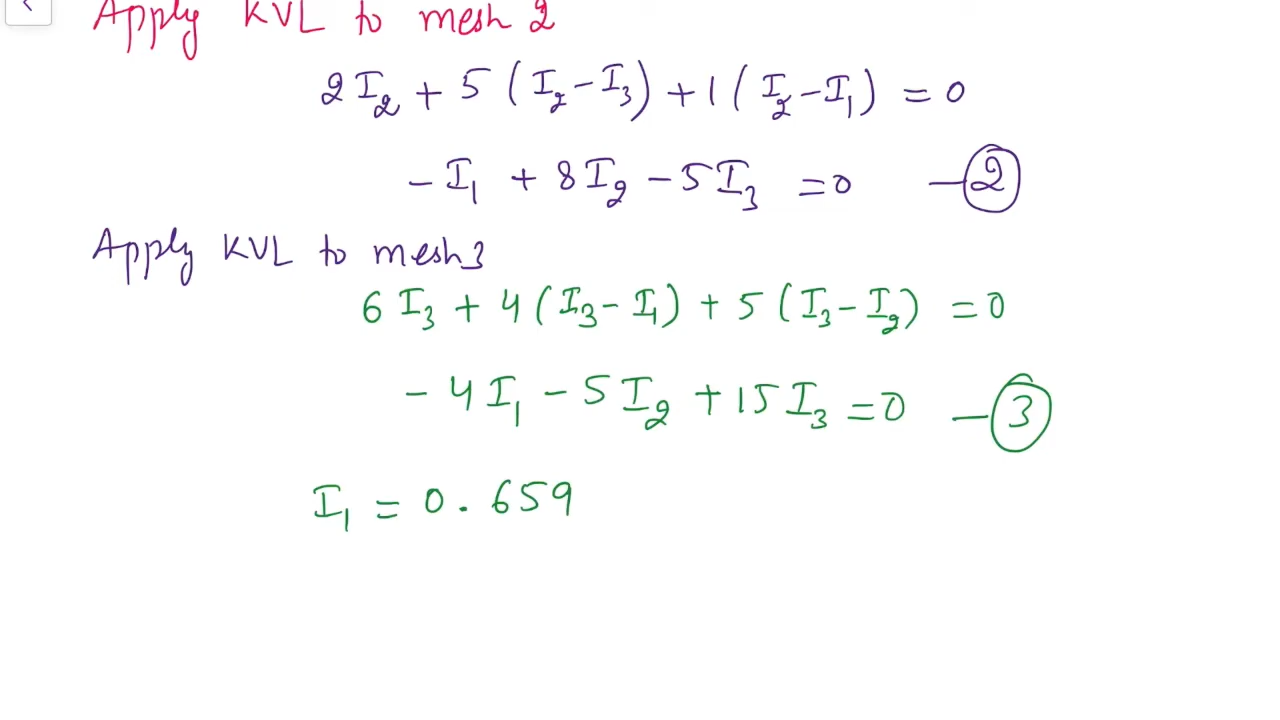 Apply KVL to mesh 2
2I₂ + 5(I₂-I₃) + 1(I₂-I₁) = 0
-I₁ + 8I₂ - 5I₃ = 0 -②
Apply KVL to mesh3
6I₃ + 4(I₃-I₁) + 5(I₃-I₂) = 0
-4I₁ - 5I₂ + 15I₃ = 0 -③
I₁ = 0.659